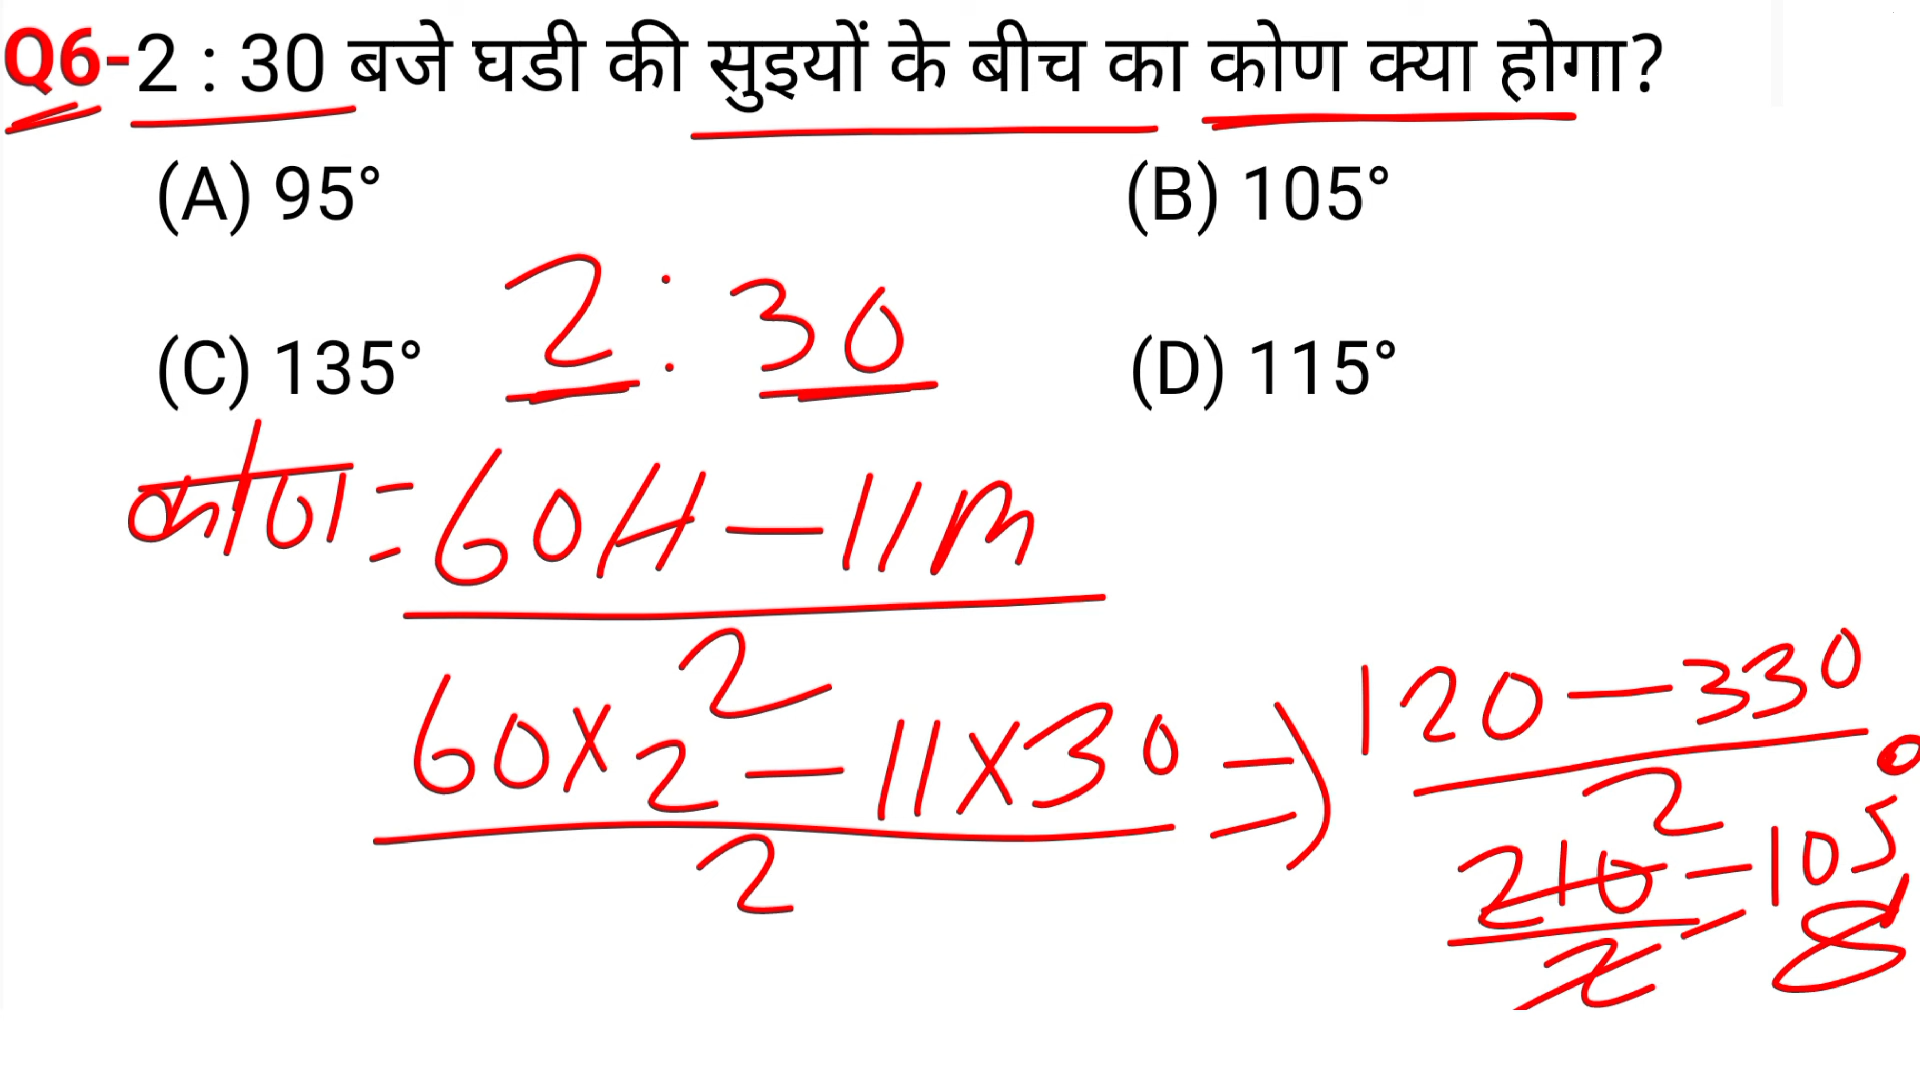 Q6-2 : 30 बजे घडी की सुइयों के बीच का कोण क्या होगा?
(A) 95° (B) 105°
2 : 30
(C) 135° (D) 115°
कोण = 60H - 11M
2
60×2 - 11×30 => 120 - 330
2 2
210 = 105°
2